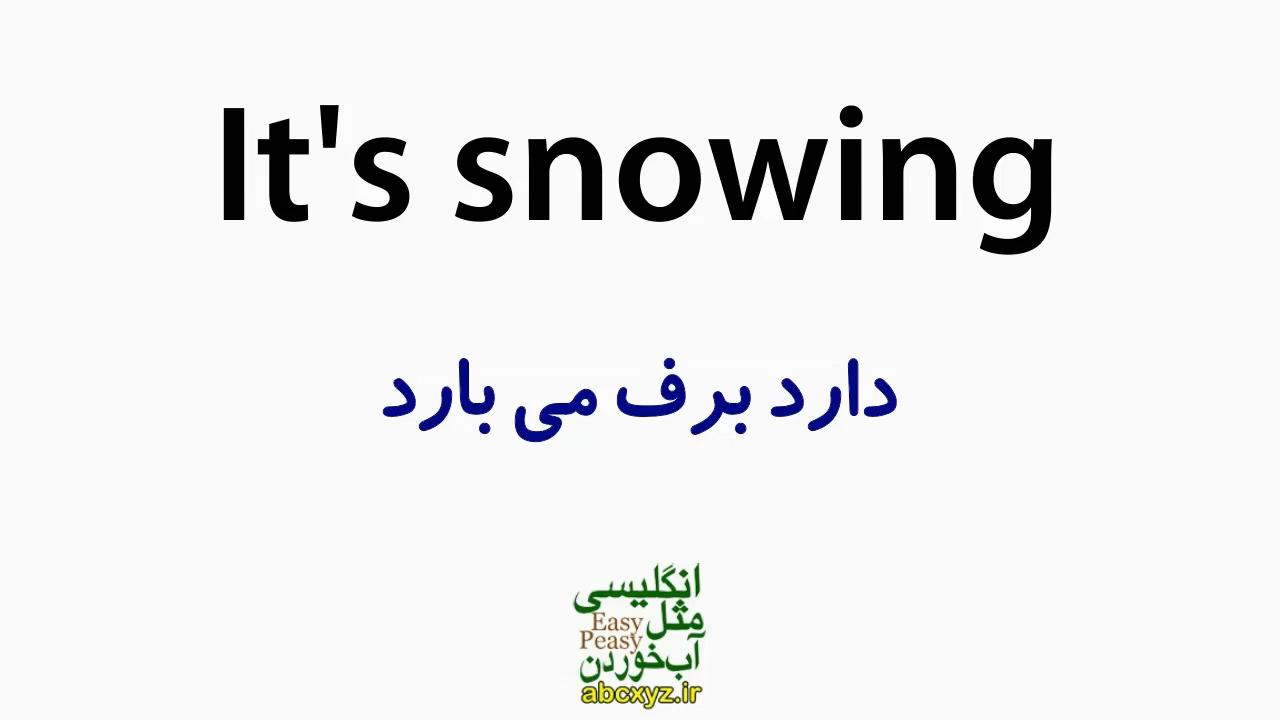 It's snowing
دارد برف می بارد
انگلیسی
مثل
Easy
Peasy
آب‌خوردن
abcxyz.ir